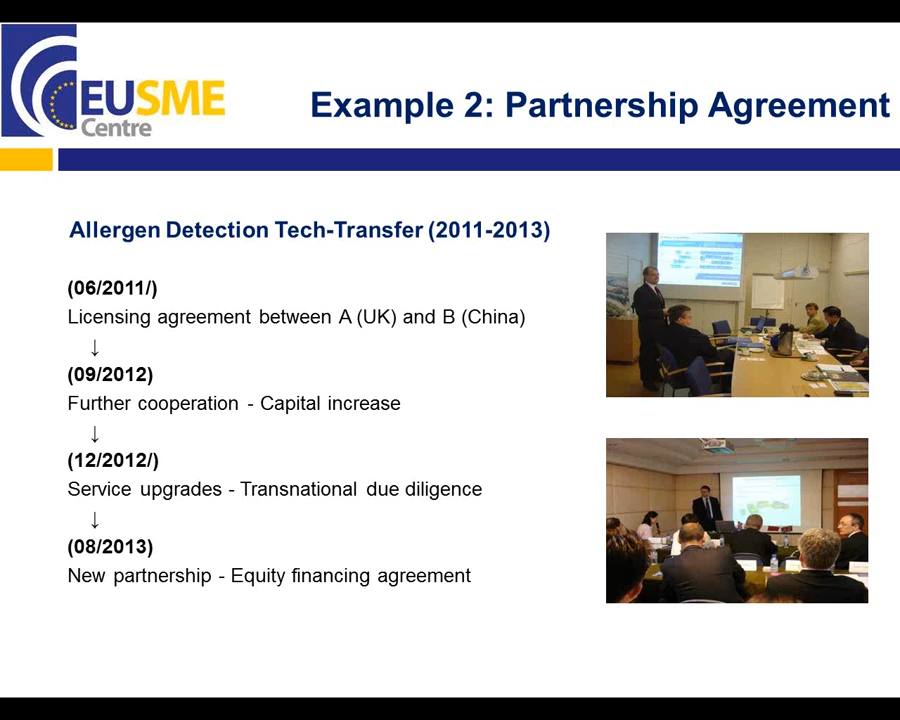 EUSME
Centre
Example 2: Partnership Agreement
Allergen Detection Tech-Transfer (2011-2013)
(06/2011/)
Licensing agreement between A (UK) and B (China)
↓
(09/2012)
Further cooperation - Capital increase
↓
(12/2012/)
Service upgrades - Transnational due diligence
↓
(08/2013)
New partnership - Equity financing agreement